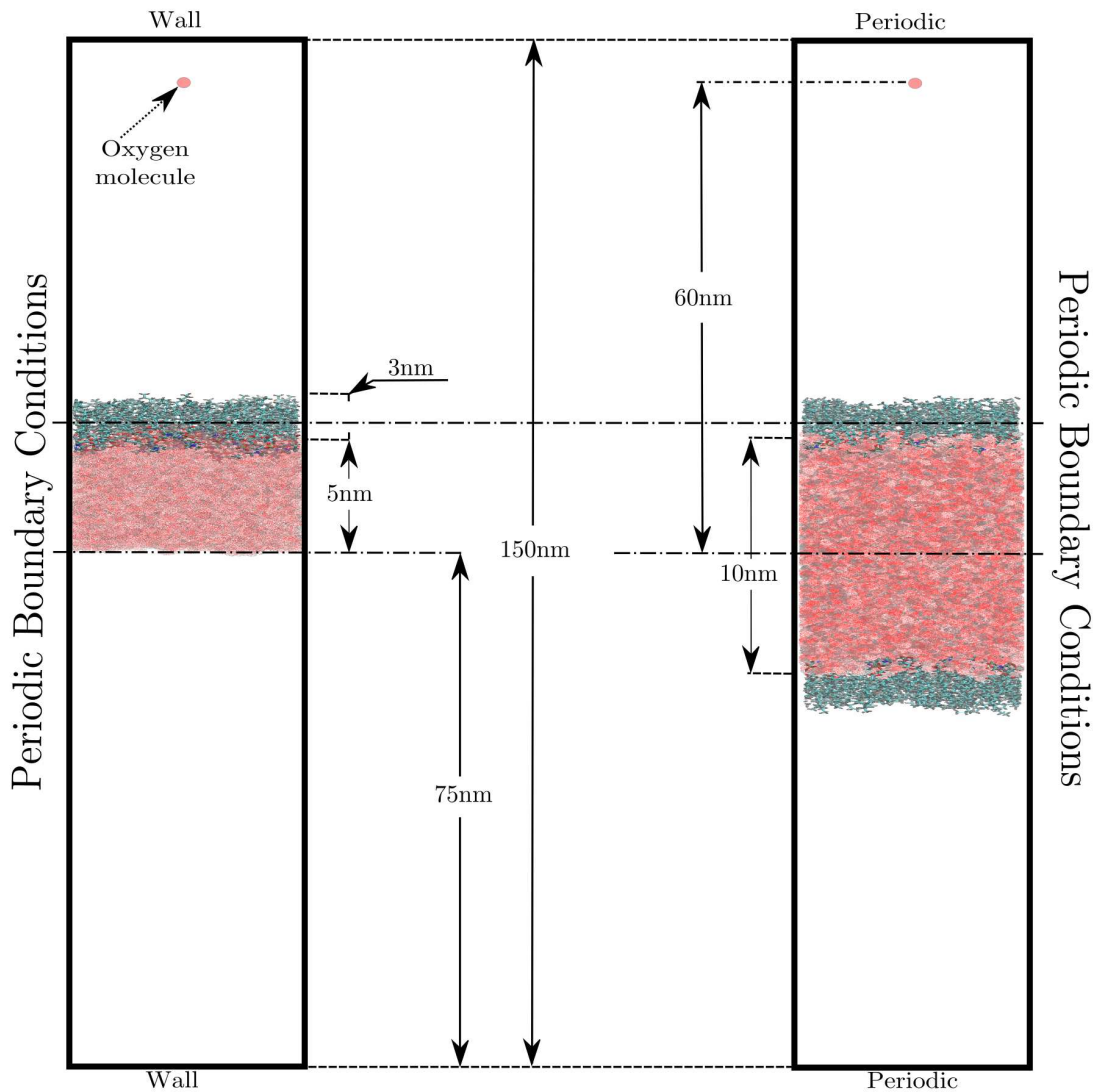 Wall
Periodic
Oxygen
molecule
60nm
Periodic Boundary Conditions
Periodic Boundary Conditions
3nm
5nm
150nm
10nm
75nm
Wall
Periodic